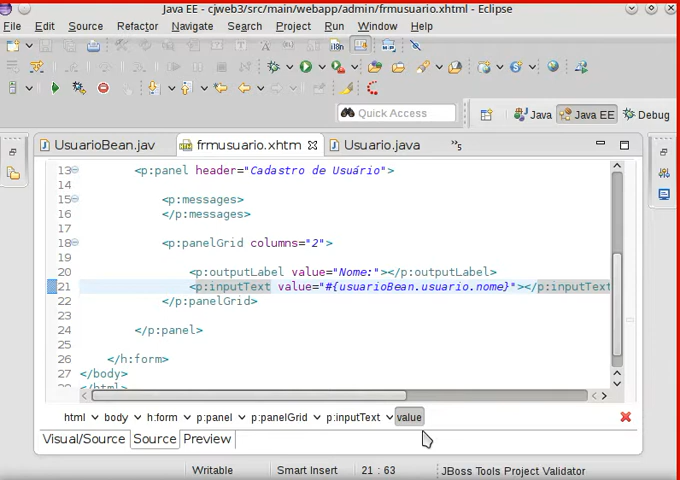 Java EE - cjweb3/src/main/webapp/admin/frmusuario.xhtml - Eclipse
File Edit Source Refactor Navigate Search Project Run Window Help
Quick Access Java Java EE Debug
UsuarioBean.jav frmusuario.xhtm Usuario.java »5
13 <p:panel header="Cadastro de Usuário">
14
15 <p:messages>
16 </p:messages>
17
18 <p:panelGrid columns="2">
19
20 <p:outputLabel value="Nome:"></p:outputLabel>
21 <p:inputText value="#{usuarioBean.usuario.nome}"></p:inputText
22 </p:panelGrid>
23
24 </p:panel>
25
26 </h:form>
27 </body>
28 </html>
html body h:form p:panel p:panelGrid p:inputText value
Visual/Source Source Preview
Writable Smart Insert 21 : 63 JBoss Tools Project Validator